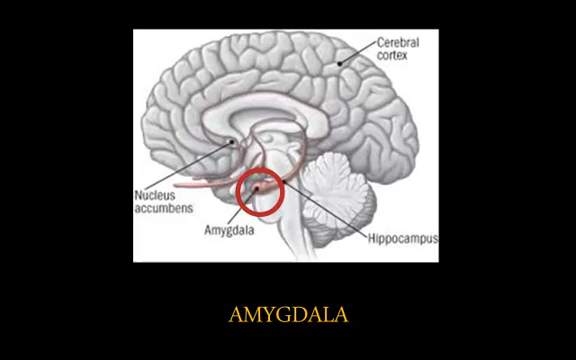 Cerebral
cortex
Nucleus
accumbens
Amygdala
Hippocampus
AMYGDALA